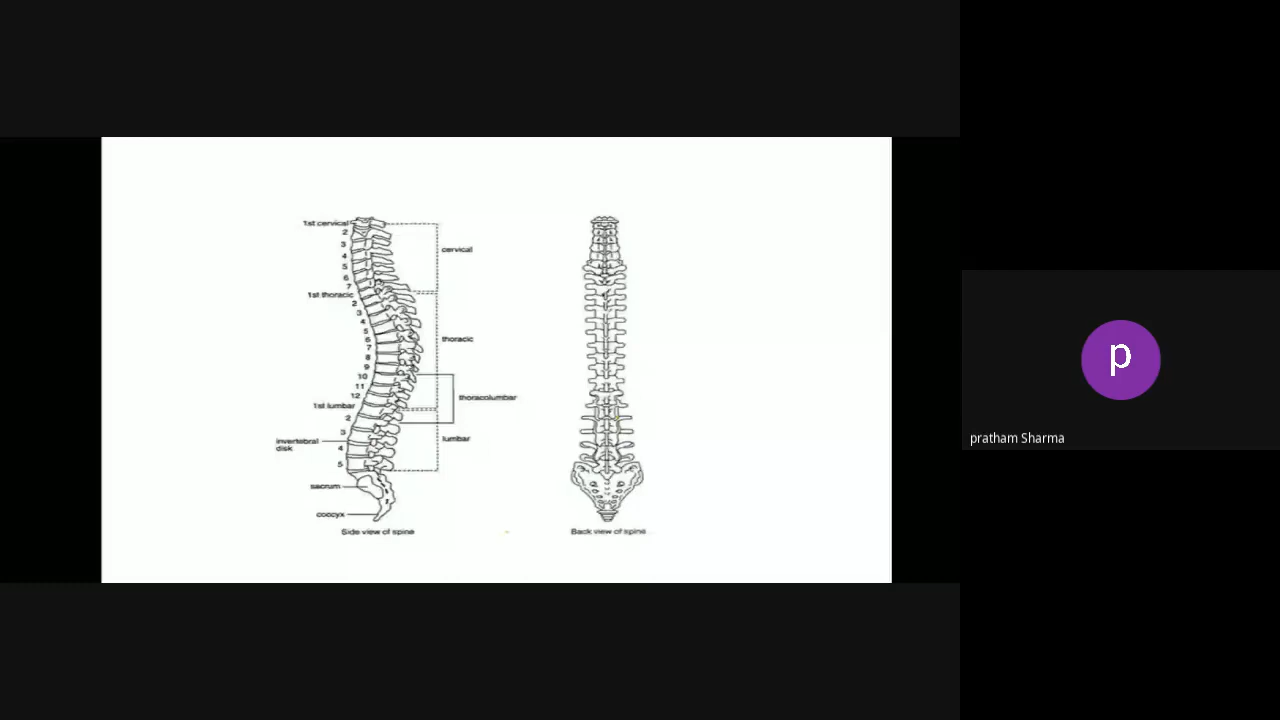 1st cervical
2
3
4
5
6
7
1st thoracic
2
3
4
5
6
7
8
9
10
11
12
1st lumbar
2
3
invertebral
disk
4
5
sacrum
coccyx
cervical
thoracic
thoracolumbar
lumbar
Side view of spine
Back view of spine
p
pratham Sharma